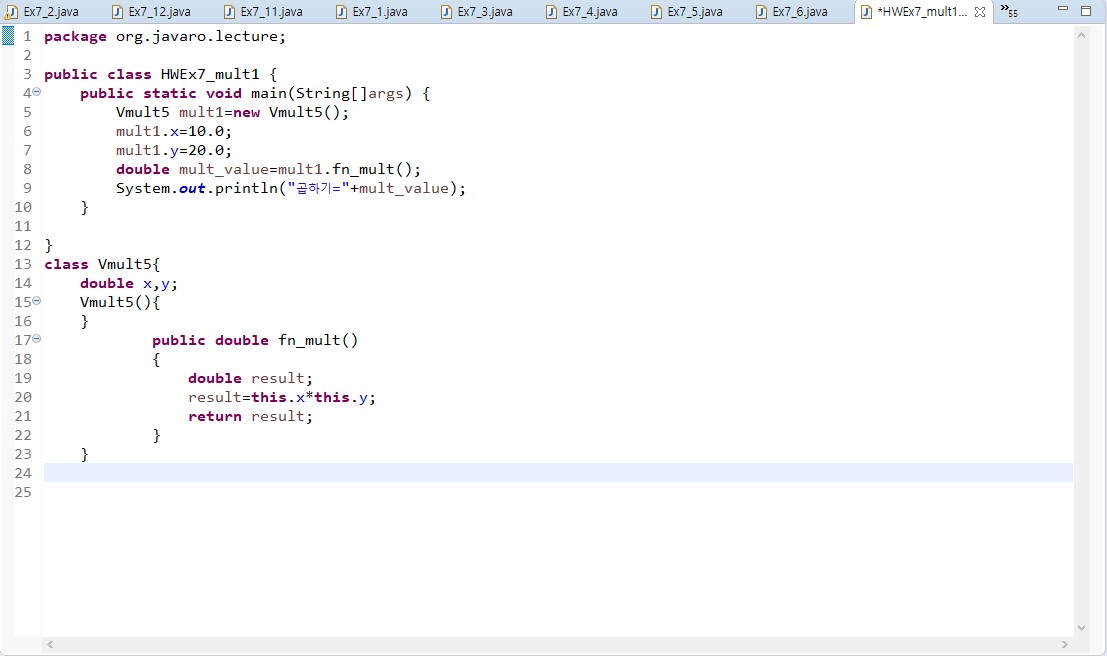 Ex7_2.java Ex7_12.java Ex7_11.java Ex7_1.java Ex7_3.java Ex7_4.java Ex7_5.java Ex7_6.java *HWEx7_mult1... »55
1 package org.javaro.lecture;
2
3 public class HWEx7_mult1 {
4 public static void main(String[]args) {
5 Vmult5 mult1=new Vmult5();
6 mult1.x=10.0;
7 mult1.y=20.0;
8 double mult_value=mult1.fn_mult();
9 System.out.println("곱하기="+mult_value);
10 }
11
12 }
13 class Vmult5{
14 double x,y;
15 Vmult5(){
16 }
17 public double fn_mult()
18 {
19 double result;
20 result=this.x*this.y;
21 return result;
22 }
23 }
24
25